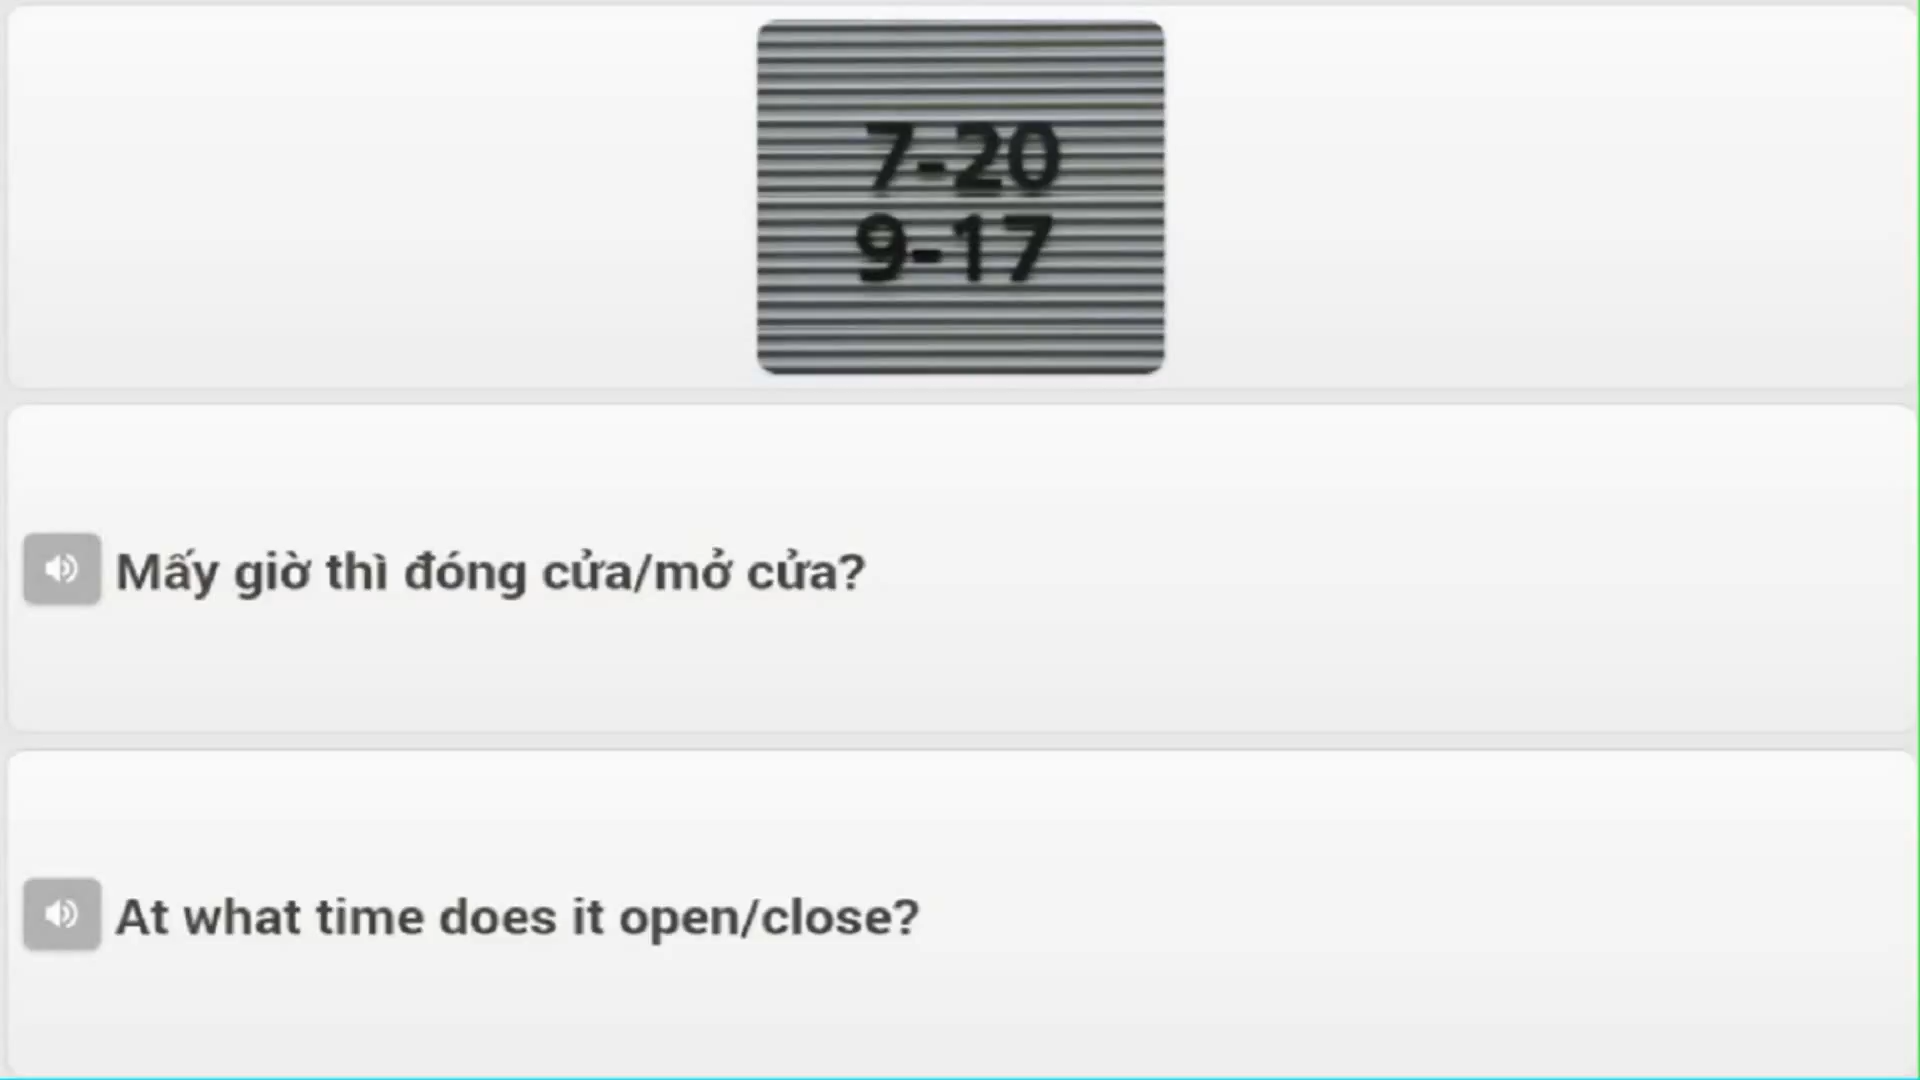 7-20
9-17
Mấy giờ thì đóng cửa/mở cửa?
At what time does it open/close?